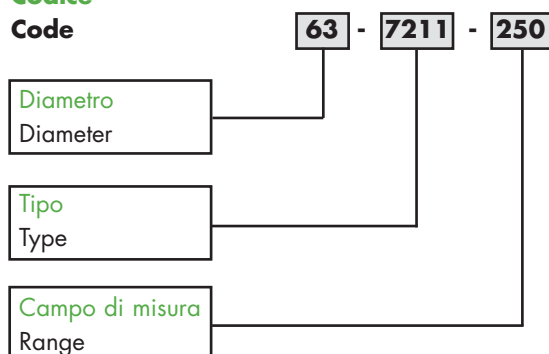 Codice
Code 63 - 7211 - 250
Diametro
Diameter
Tipo
Type
Campo di misura
Range